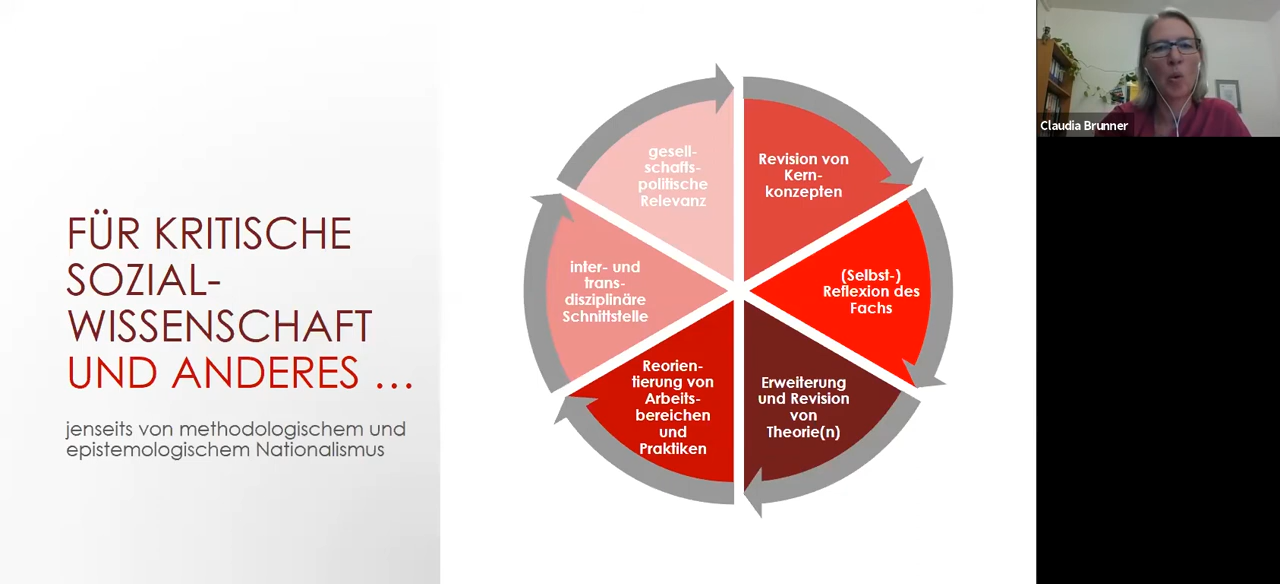 FÜR KRITISCHE
SOZIAL-
WISSENSCHAFT
UND ANDERES …
jenseits von methodologischem und
epistemologischem Nationalismus
Revision von
Kern-
konzepten
(Selbst-)
Reflexion des
Fachs
Erweiterung
und Revision
von
Theorie(n)
Reorien-
tierung von
Arbeits-
bereichen
und
Praktiken
inter- und
trans-
disziplinäre
Schnittstelle
gesell-
schafts-
politische
Relevanz
Claudia Brunner